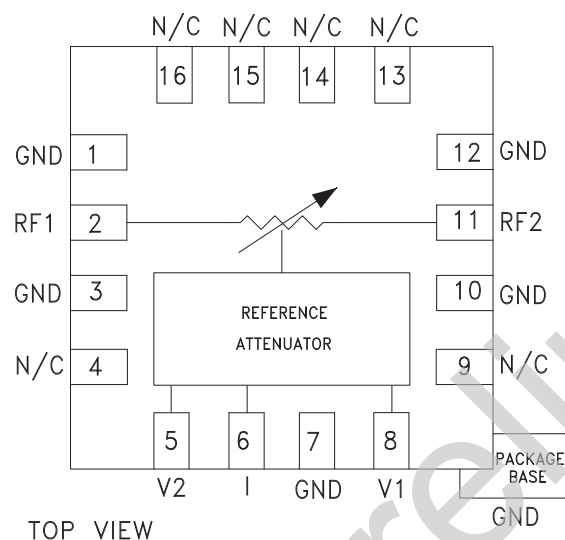 N/C N/C N/C N/C
16 15 14 13
GND 1 12 GND
RF1 2 11 RF2
GND 3 10 GND
REFERENCE
ATTENUATOR
N/C 4 9 N/C
5 6 7 8
PACKAGE
BASE
V2 I GND V1
GND
TOP VIEW